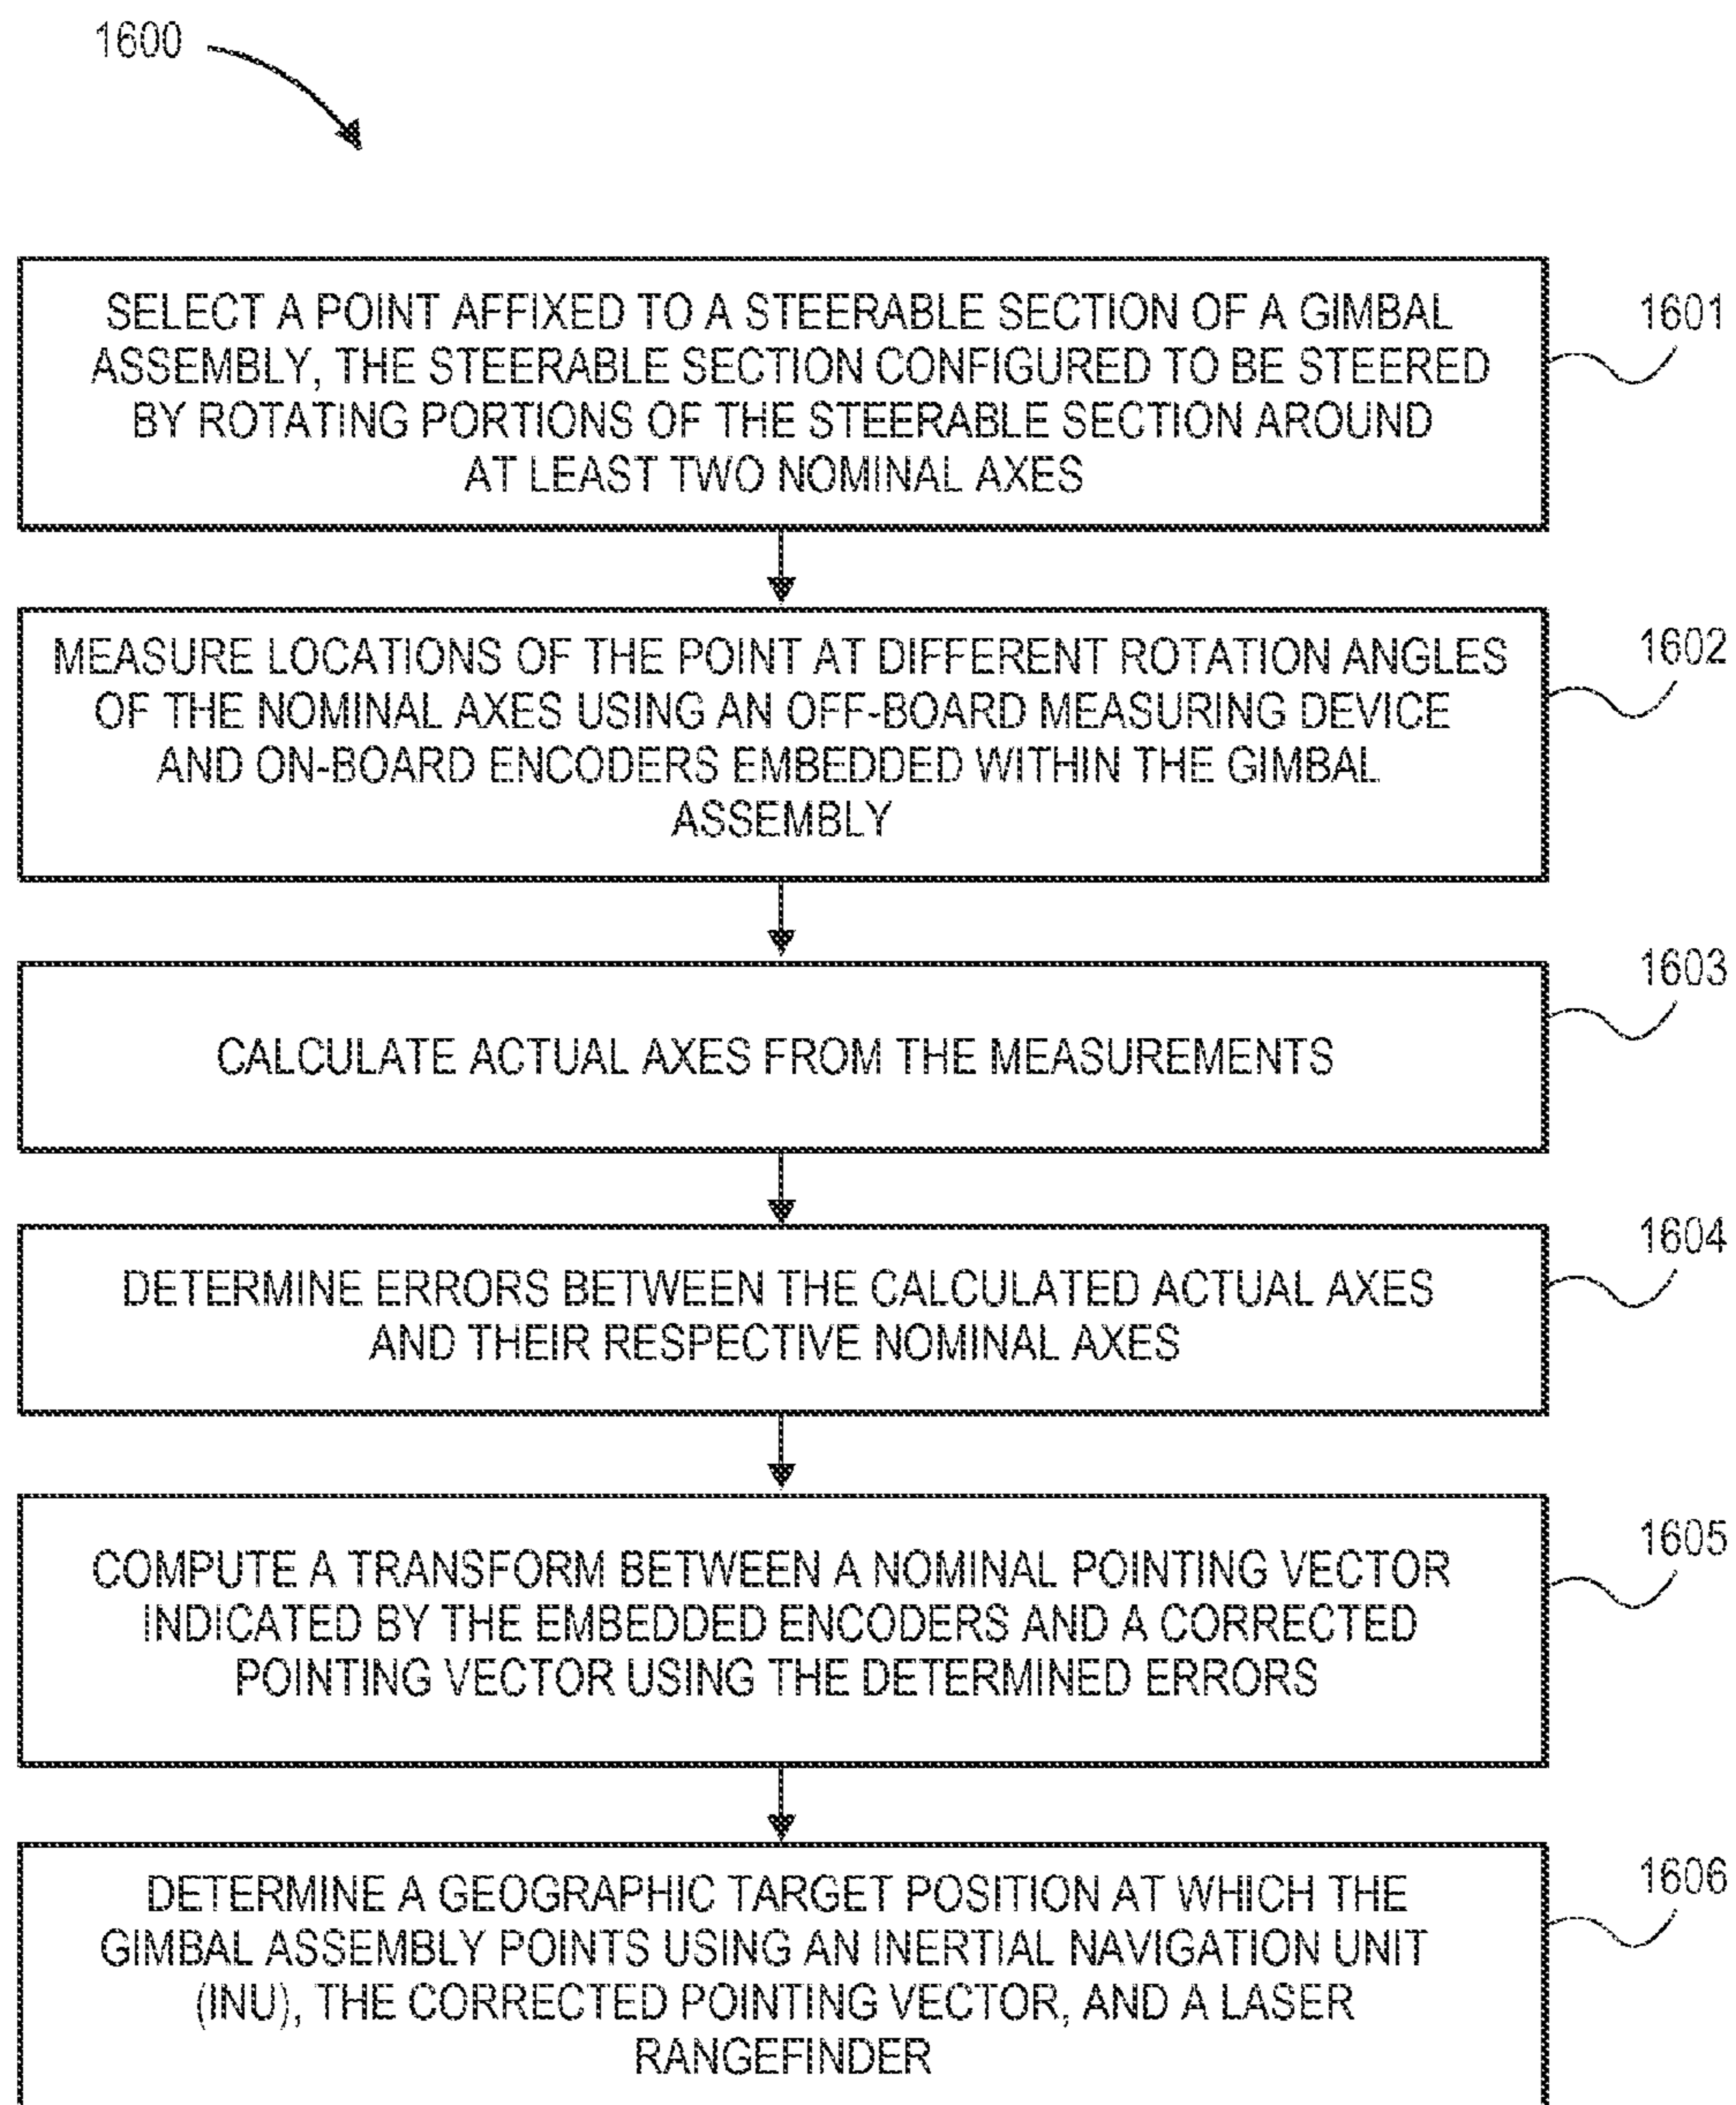 1600
SELECT A POINT AFFIXED TO A STEERABLE SECTION OF A GIMBAL
ASSEMBLY, THE STEERABLE SECTION CONFIGURED TO BE STEERED
BY ROTATING PORTIONS OF THE STEERABLE SECTION AROUND
AT LEAST TWO NOMINAL AXES
1601
MEASURE LOCATIONS OF THE POINT AT DIFFERENT ROTATION ANGLES
OF THE NOMINAL AXES USING AN OFF-BOARD MEASURING DEVICE
AND ON-BOARD ENCODERS EMBEDDED WITHIN THE GIMBAL
ASSEMBLY
1602
CALCULATE ACTUAL AXES FROM THE MEASUREMENTS
1603
DETERMINE ERRORS BETWEEN THE CALCULATED ACTUAL AXES
AND THEIR RESPECTIVE NOMINAL AXES
1604
COMPUTE A TRANSFORM BETWEEN A NOMINAL POINTING VECTOR
INDICATED BY THE EMBEDDED ENCODERS AND A CORRECTED
POINTING VECTOR USING THE DETERMINED ERRORS
1605
DETERMINE A GEOGRAPHIC TARGET POSITION AT WHICH THE
GIMBAL ASSEMBLY POINTS USING AN INERTIAL NAVIGATION UNIT
(INU), THE CORRECTED POINTING VECTOR, AND A LASER
RANGEFINDER
1606